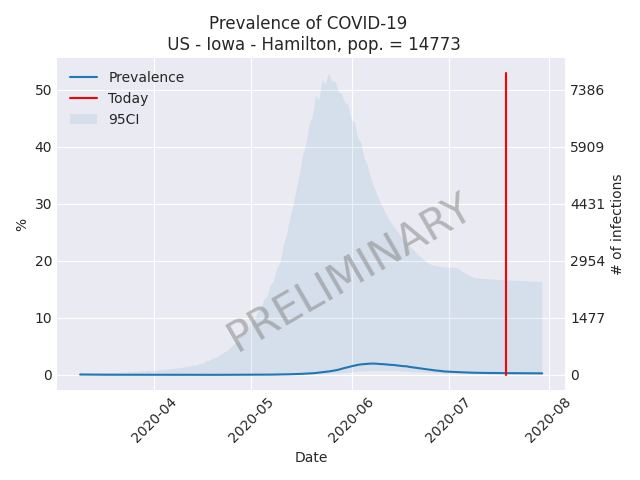 Prevalence of COVID-19
US - Iowa - Hamilton, pop. = 14773
Prevalence
Today
95CI
50
40
30
20
10
0
%
7386
5909
4431
2954
1477
0
# of infections
PRELIMINARY
2020-04
2020-05
2020-06
2020-07
2020-08
Date